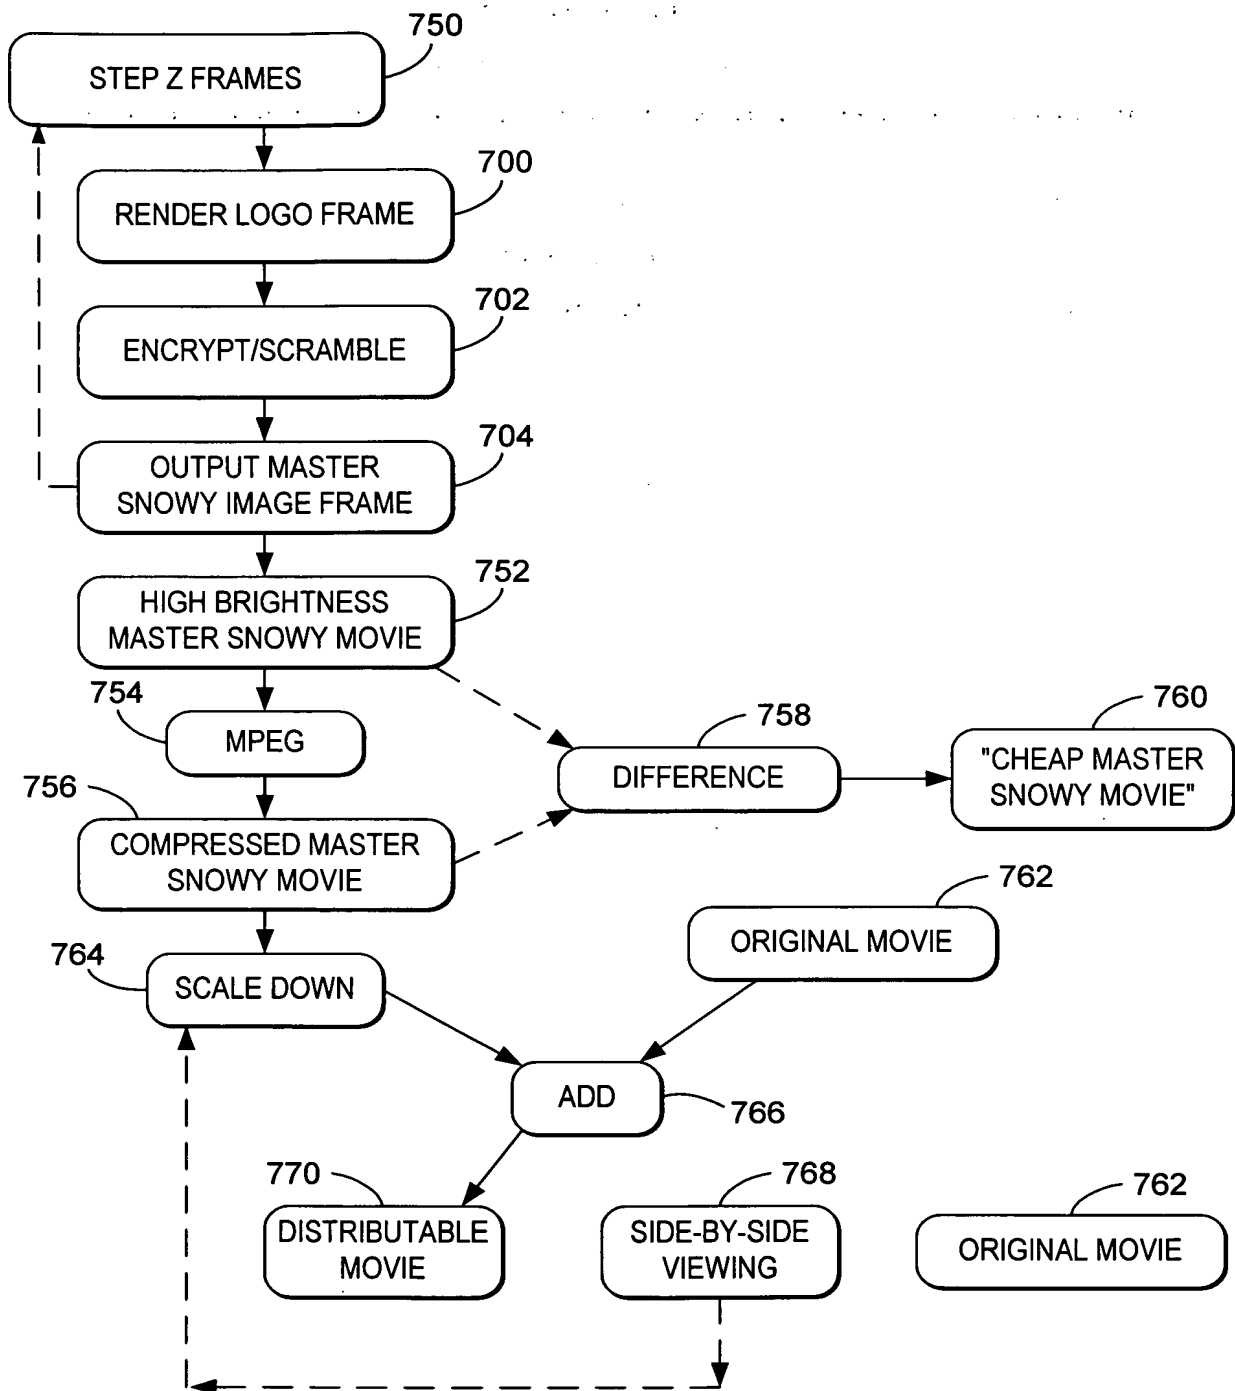 750
STEP Z FRAMES
700
RENDER LOGO FRAME
702
ENCRYPT/SCRAMBLE
704
OUTPUT MASTER
SNOWY IMAGE FRAME
752
HIGH BRIGHTNESS
MASTER SNOWY MOVIE
754
MPEG
758
DIFFERENCE
760
"CHEAP MASTER
SNOWY MOVIE"
756
COMPRESSED MASTER
SNOWY MOVIE
762
ORIGINAL MOVIE
764
SCALE DOWN
ADD
766
770
DISTRIBUTABLE
MOVIE
768
SIDE-BY-SIDE
VIEWING
762
ORIGINAL MOVIE